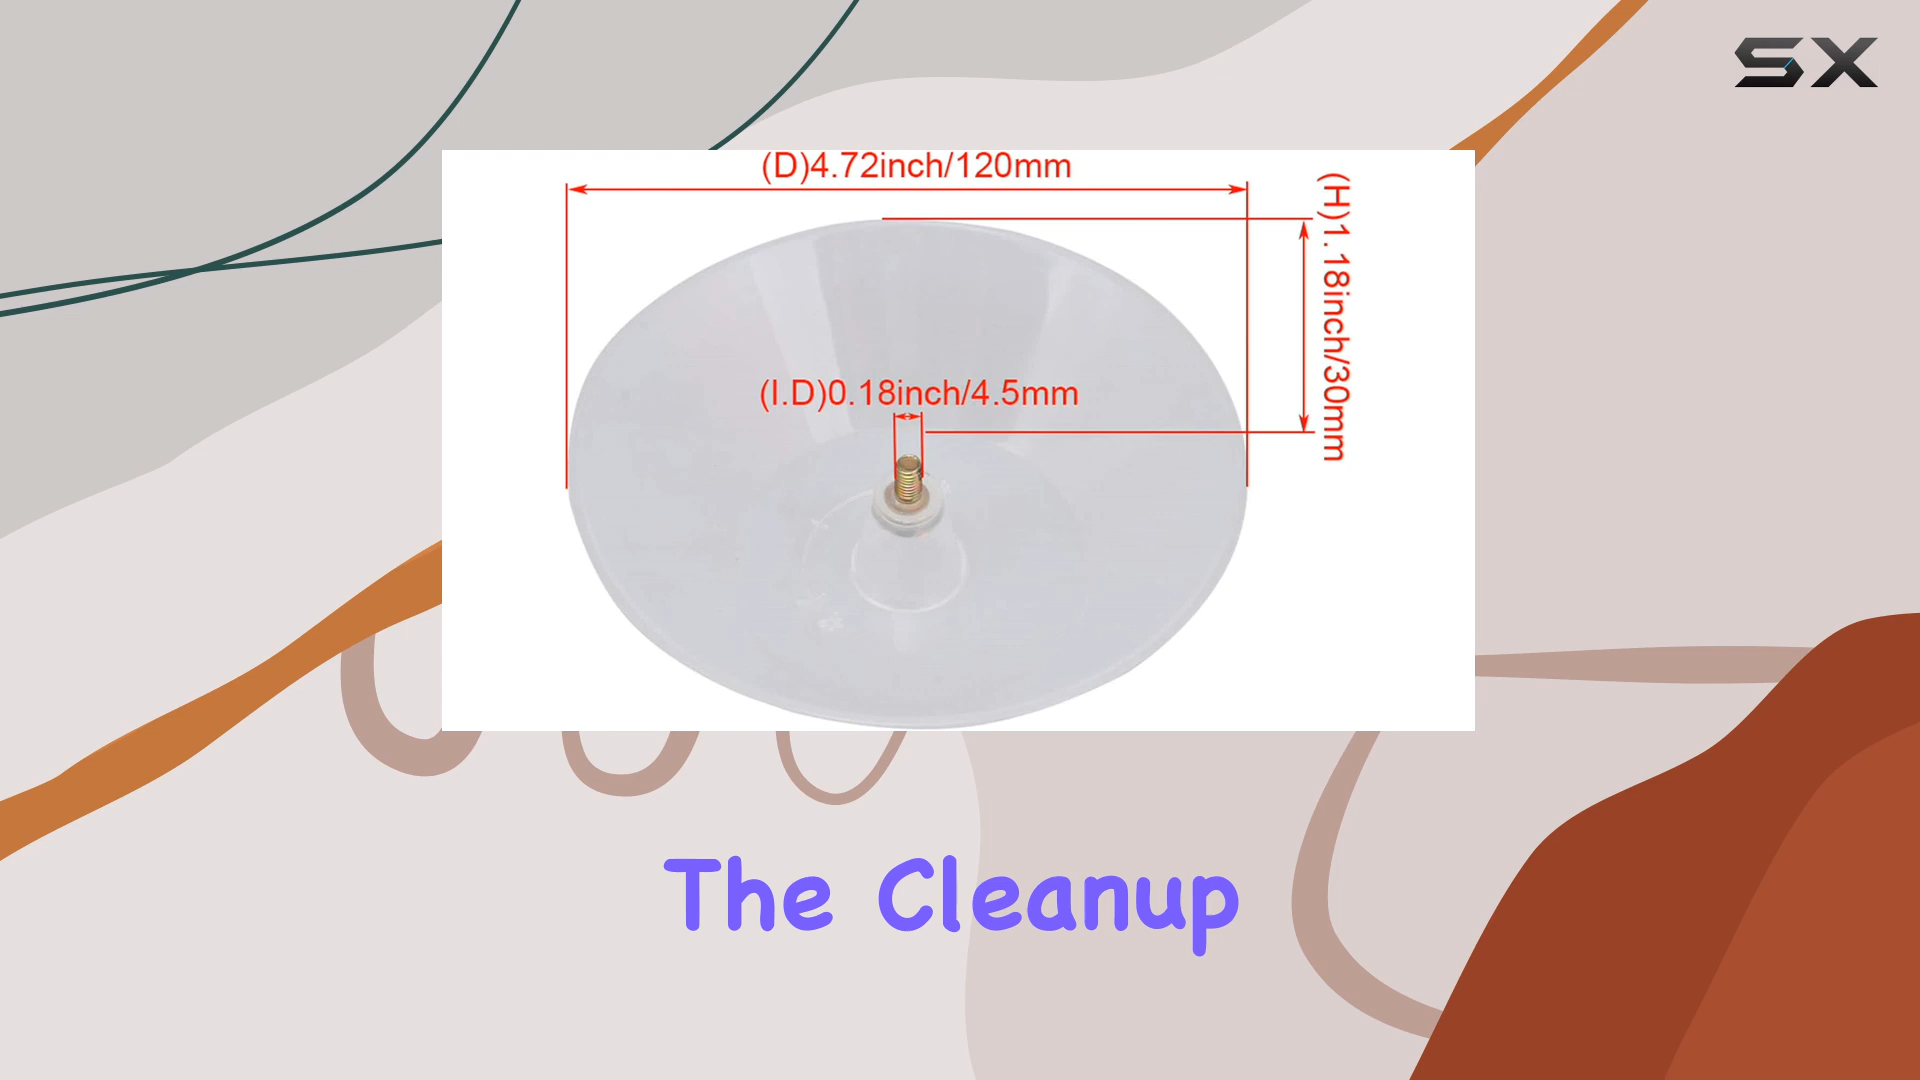 SX
(D)4.72inch/120mm
(H)1.18inch/30mm
(I.D)0.18inch/4.5mm
The Cleanup